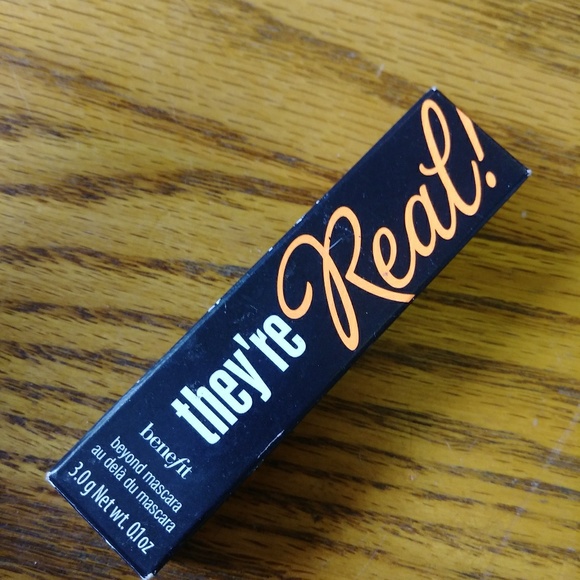 they're Real!
benefit
beyond mascara
au delà du mascara
3.0 g Net wt. 0.1 oz